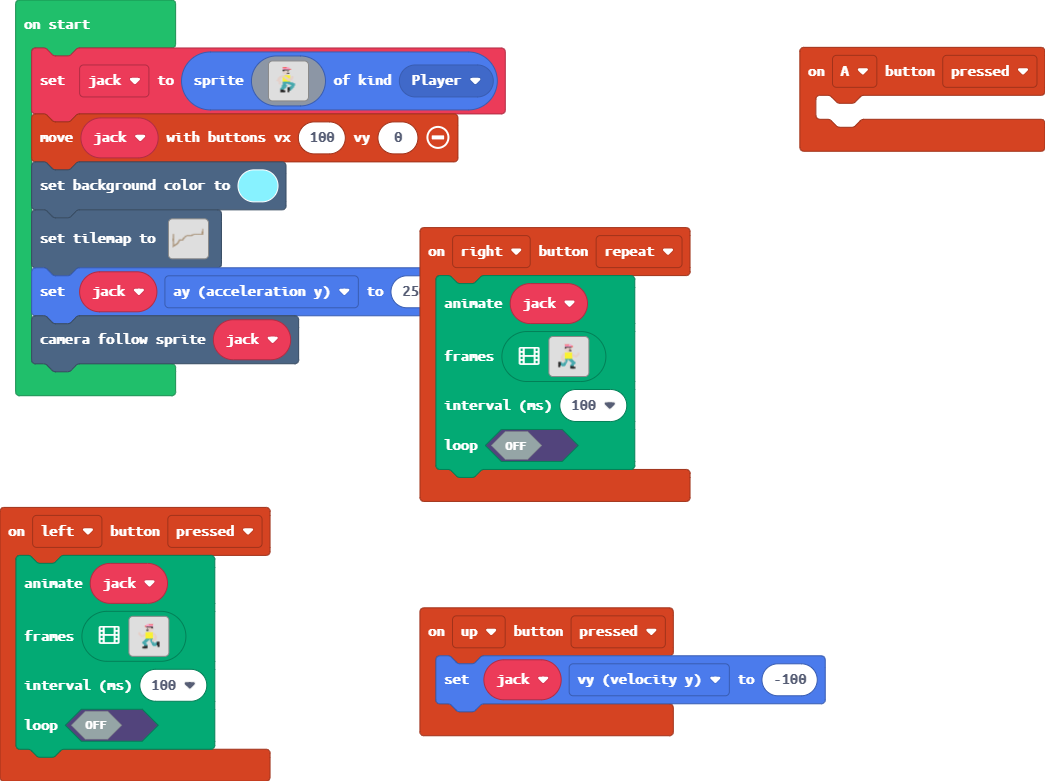 on start
set jack to sprite of kind Player
move jack with buttons vx 100 vy 0
set background color to
set tilemap to
set jack ay (acceleration y) to 25
camera follow sprite jack
on A button pressed
on right button repeat
animate jack
frames
interval (ms) 100
loop OFF
on left button pressed
animate jack
frames
interval (ms) 100
loop OFF
on up button pressed
set jack vy (velocity y) to -100